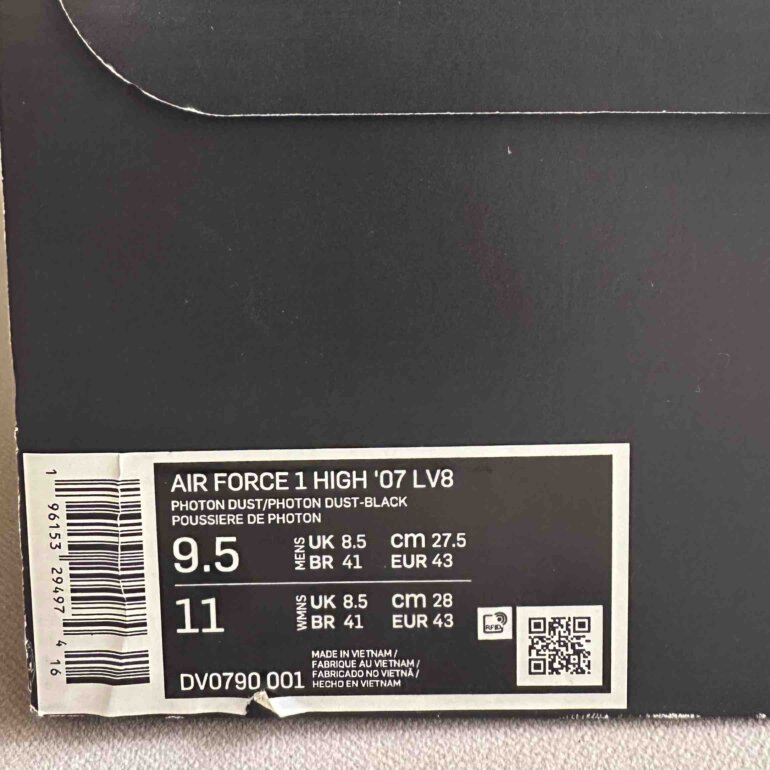 AIR FORCE 1 HIGH '07 LV8
PHOTON DUST/PHOTON DUST-BLACK
POUSSIERE DE PHOTON
9.5 MENS UK 8.5 cm 27.5
BR 41 EUR 43
11 WMNS UK 8.5 cm 28
BR 41 EUR 43
RFID
DV0790 001
MADE IN VIETNAM /
FABRIQUE AU VIETNAM /
FABRICADO NO VIETNÃ /
HECHO EN VIETNAM
1 96153 29497 4 16